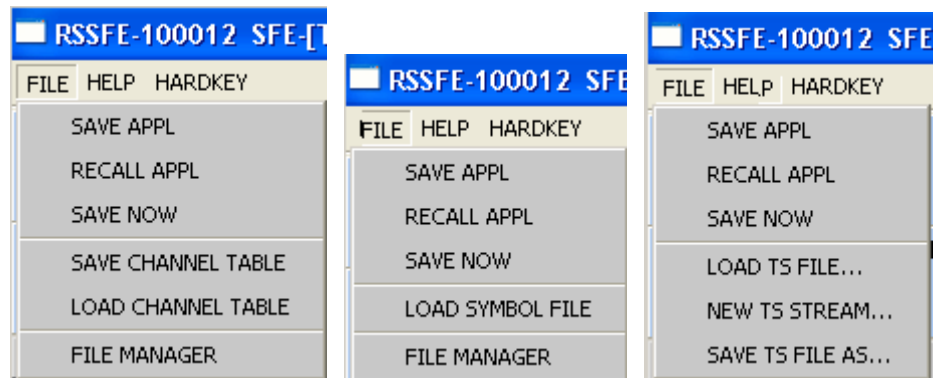 RSSFE-100012 SFE-[
FILE HELP HARDKEY
SAVE APPL
RECALL APPL
SAVE NOW
SAVE CHANNEL TABLE
LOAD CHANNEL TABLE
FILE MANAGER
RSSFE-100012 SFE
FILE HELP HARDKEY
SAVE APPL
RECALL APPL
SAVE NOW
LOAD SYMBOL FILE
FILE MANAGER
RSSFE-100012 SFE
FILE HELP HARDKEY
SAVE APPL
RECALL APPL
SAVE NOW
LOAD TS FILE...
NEW TS STREAM...
SAVE TS FILE AS...